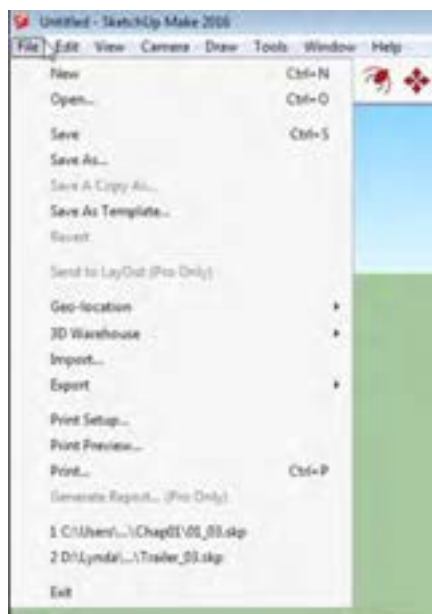 Untitled - SketchUp Make 2016
File Edit View Camera Draw Tools Window Help
New Ctrl+N
Open... Ctrl+O
Save Ctrl+S
Save As...
Save A Copy As...
Save As Template...
Revert
Send to LayOut (Pro Only)
Geo-location
3D Warehouse
Import...
Export
Print Setup...
Print Preview...
Print... Ctrl+P
Generate Report... (Pro Only)
1 C:\Users\...\Chap01\01_03.skp
2 D:\Lynda\...\Trailer_03.skp
Exit